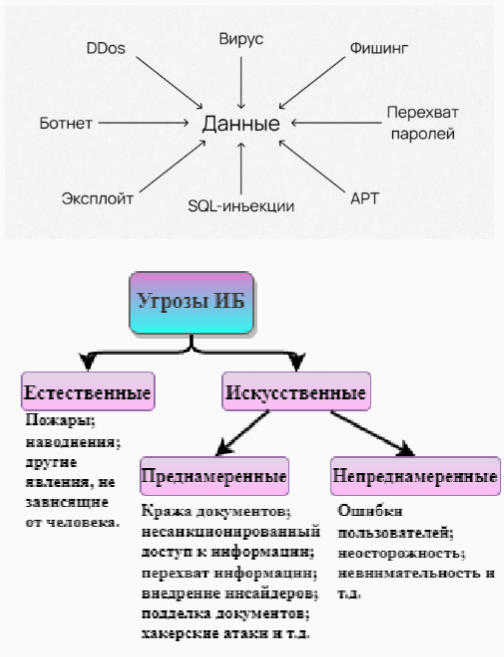 DDos
Вирус
Фишинг
Ботнет
Данные
Перехват
паролей
Эксплойт
SQL-инъекции
APT
Угрозы ИБ
Естественные
Искусственные
Пожары;
наводнения;
другие
явления, не
зависящие
от человека.
Преднамеренные
Непреднамеренные
Кража документов;
несанкционированный
доступ к информации;
перехват информации;
внедрение инсайдеров;
подделка документов;
хакерские атаки и т.д.
Ошибки
пользователей;
неосторожность;
невнимательность и
т.д.